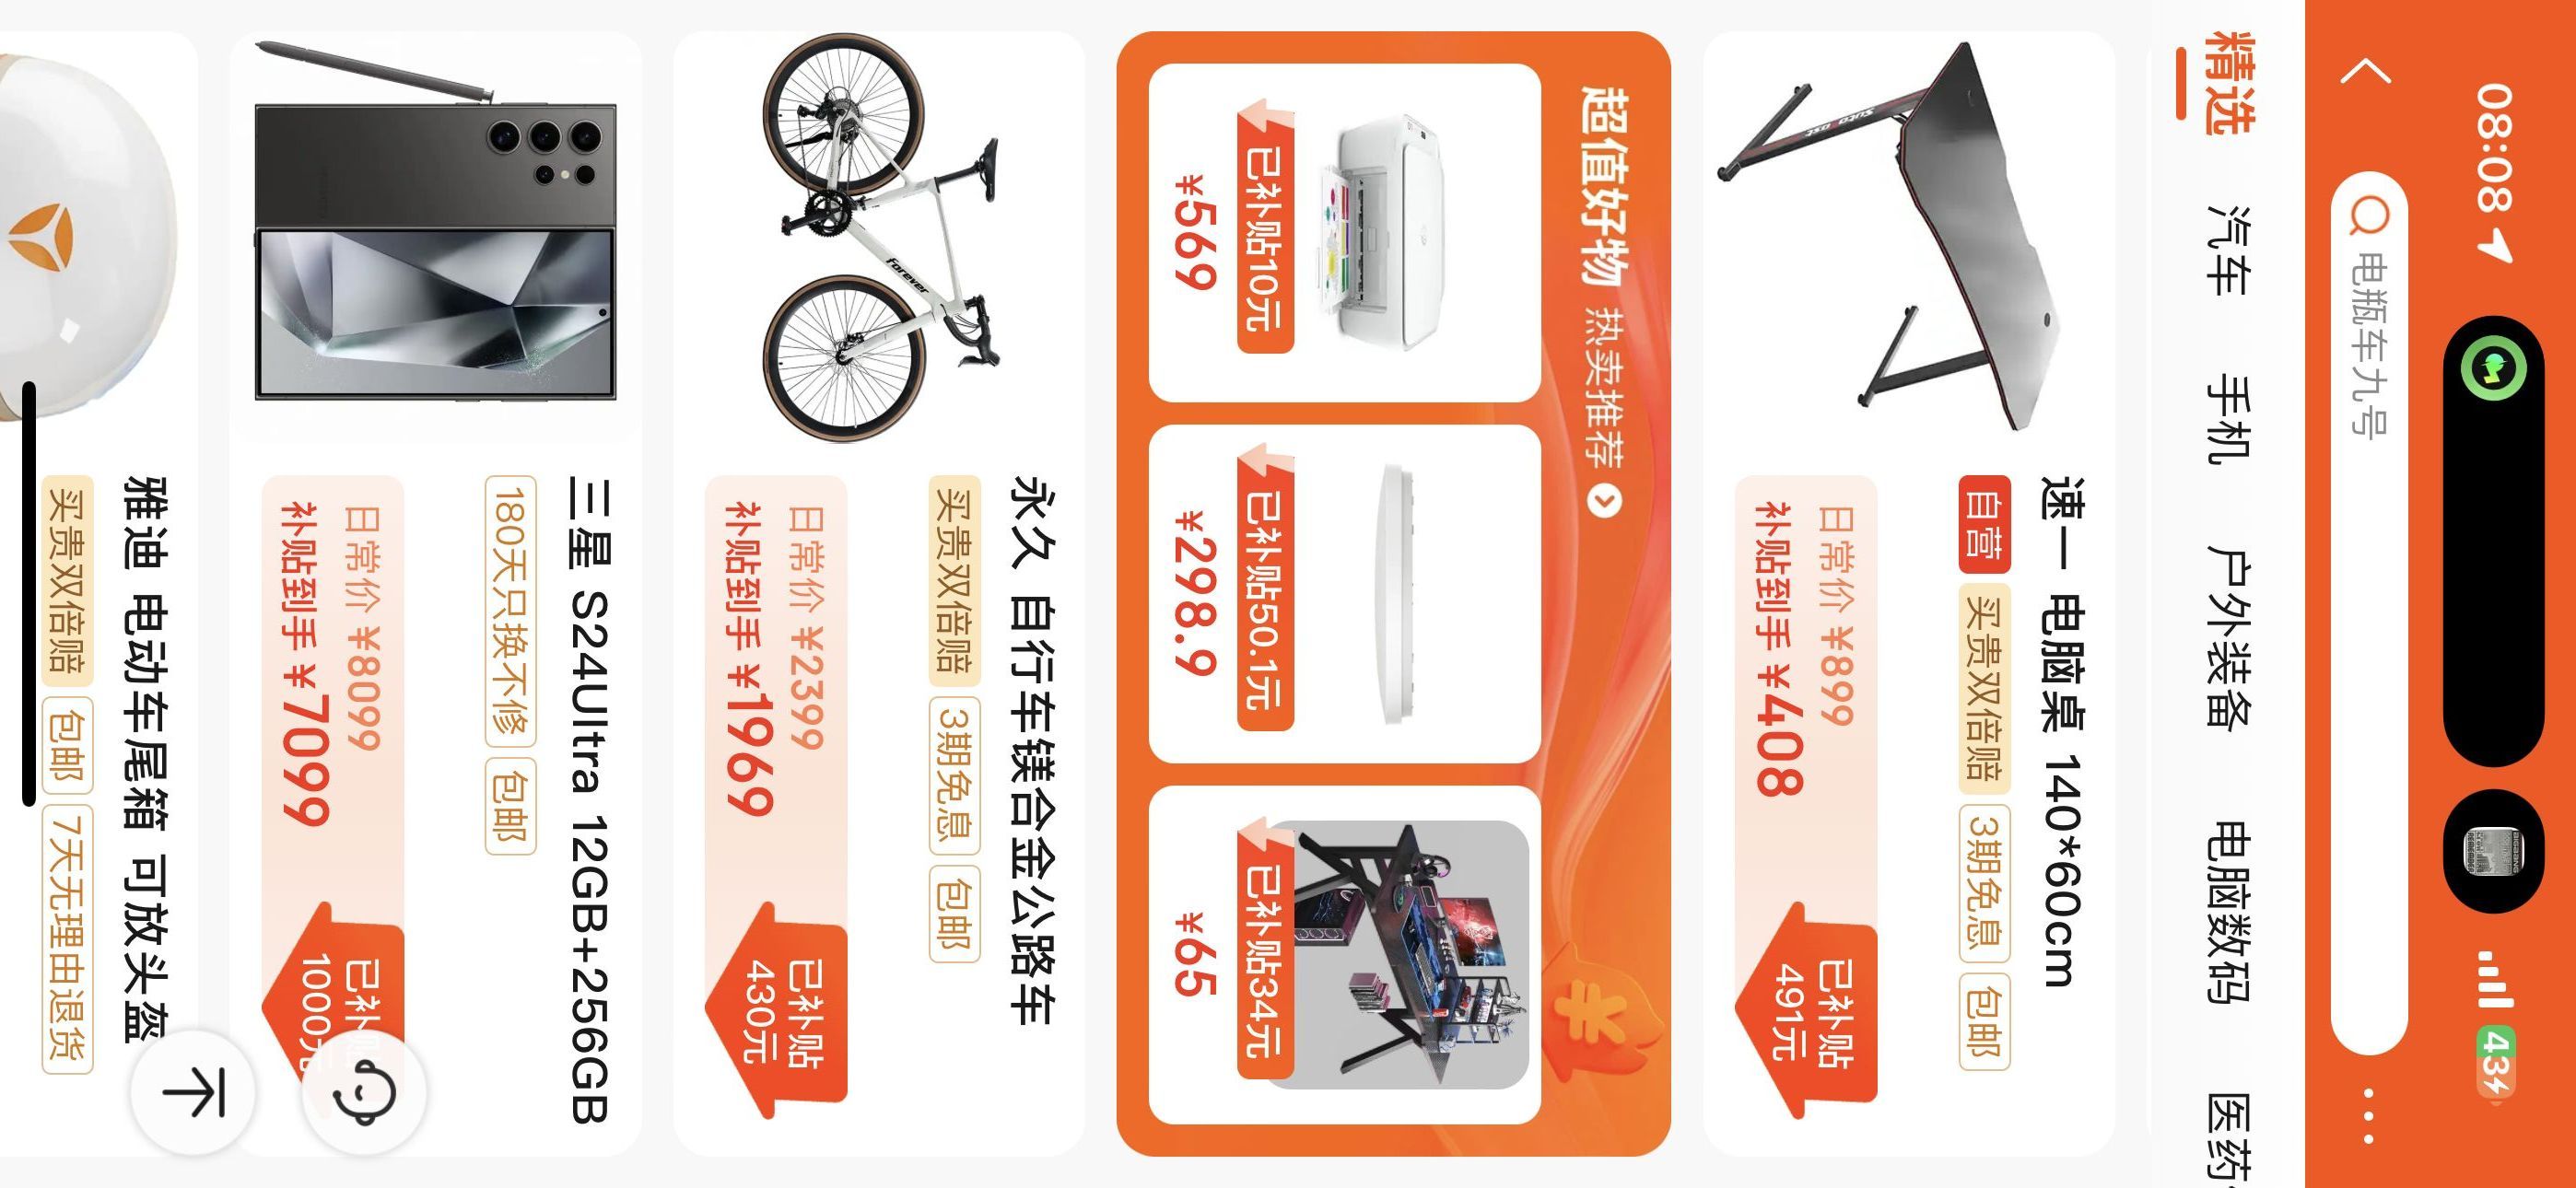 08:08
43
电瓶车九号
精选 汽车 手机 户外装备 电脑数码 医药
速一 电脑桌 140*60cm
自营 买贵双倍赔 3期免息 包邮
日常价 ¥899
补贴到手 ¥408
已补贴
491元
超值好物 热卖推荐
已补贴10元
¥569
已补贴50.1元
¥298.9
已补贴34元
¥65
forever
永久 自行车镁合金公路车
买贵双倍赔 3期免息 包邮
日常价 ¥2399
补贴到手 ¥1969
已补贴
430元
三星 S24Ultra 12GB+256GB
180天只换不修 包邮
日常价 ¥8099
补贴到手 ¥7099
已补贴
1000元
雅迪 电动车尾箱 可放头盔
买贵双倍赔 包邮 7天无理由退货